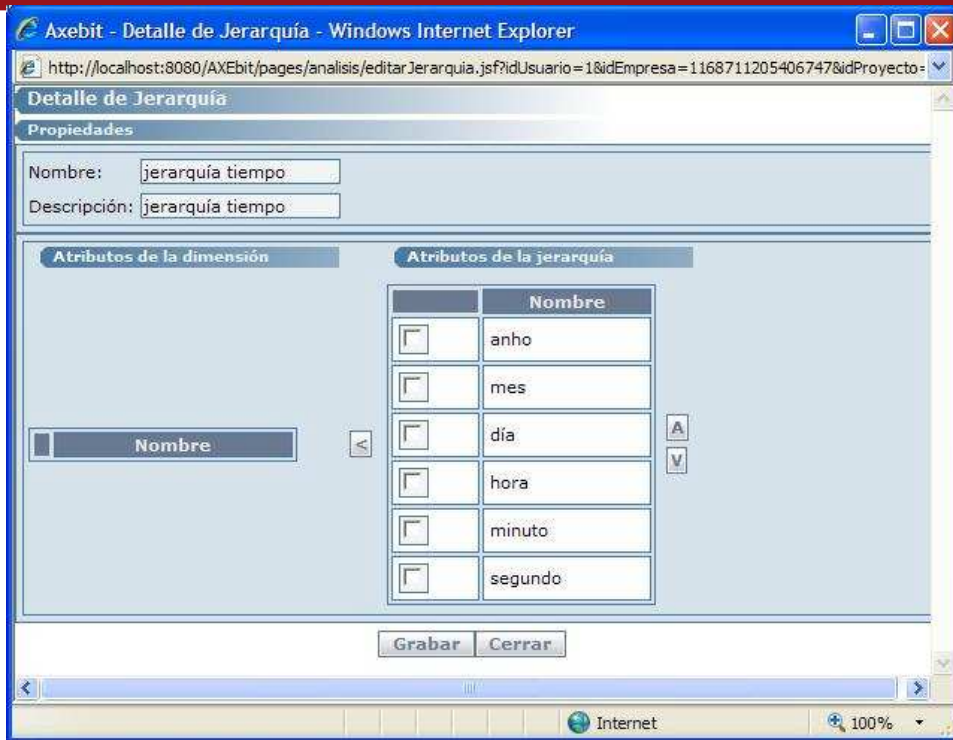 Axebit - Detalle de Jerarquía - Windows Internet Explorer
http://localhost:8080/AXEbit/pages/analisis/editarJerarquia.jsf?idUsuario=1&idEmpresa=1168711205406747&idProyecto=
Detalle de Jerarquía
Propiedades
Nombre: jerarquía tiempo
Descripción: jerarquía tiempo
Atributos de la dimensión
Atributos de la jerarquía
Nombre
anho
mes
día
hora
minuto
segundo
Nombre
<
A
V
Grabar Cerrar
Internet 100%